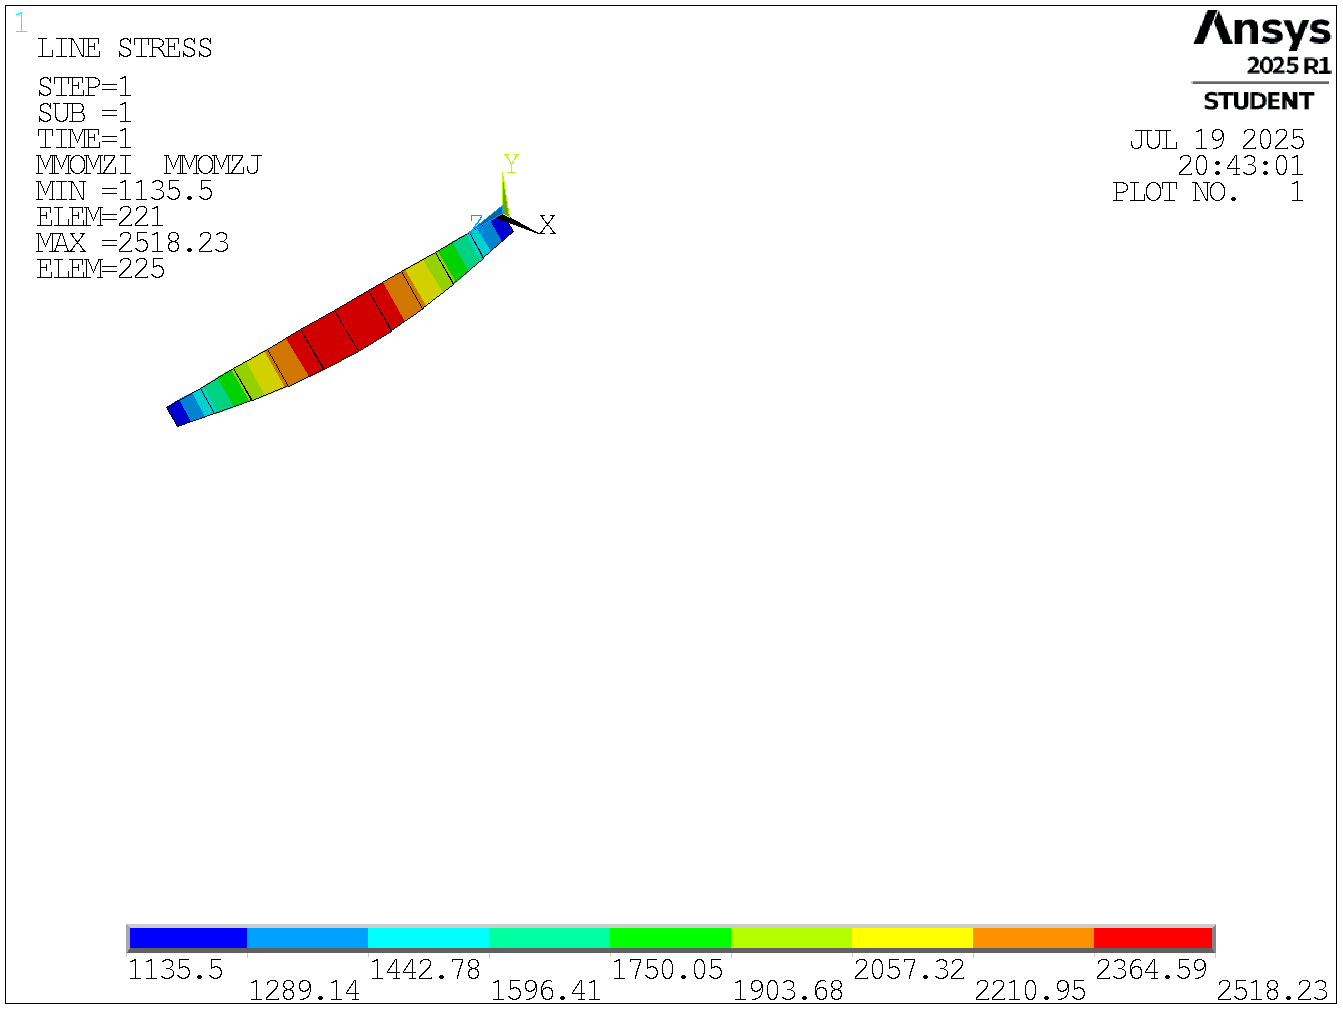 1
LINE STRESS
STEP=1
SUB =1
TIME=1
MMOMZI  MMOMZJ
MIN =1135.5
ELEM=221
MAX =2518.23
ELEM=225
Ansys
2025 R1
STUDENT
JUL 19 2025
20:43:01
PLOT NO.   1
Y
Z
X
1135.5 1442.78 1750.05 2057.32 2364.59
1289.14 1596.41 1903.68 2210.95 2518.23